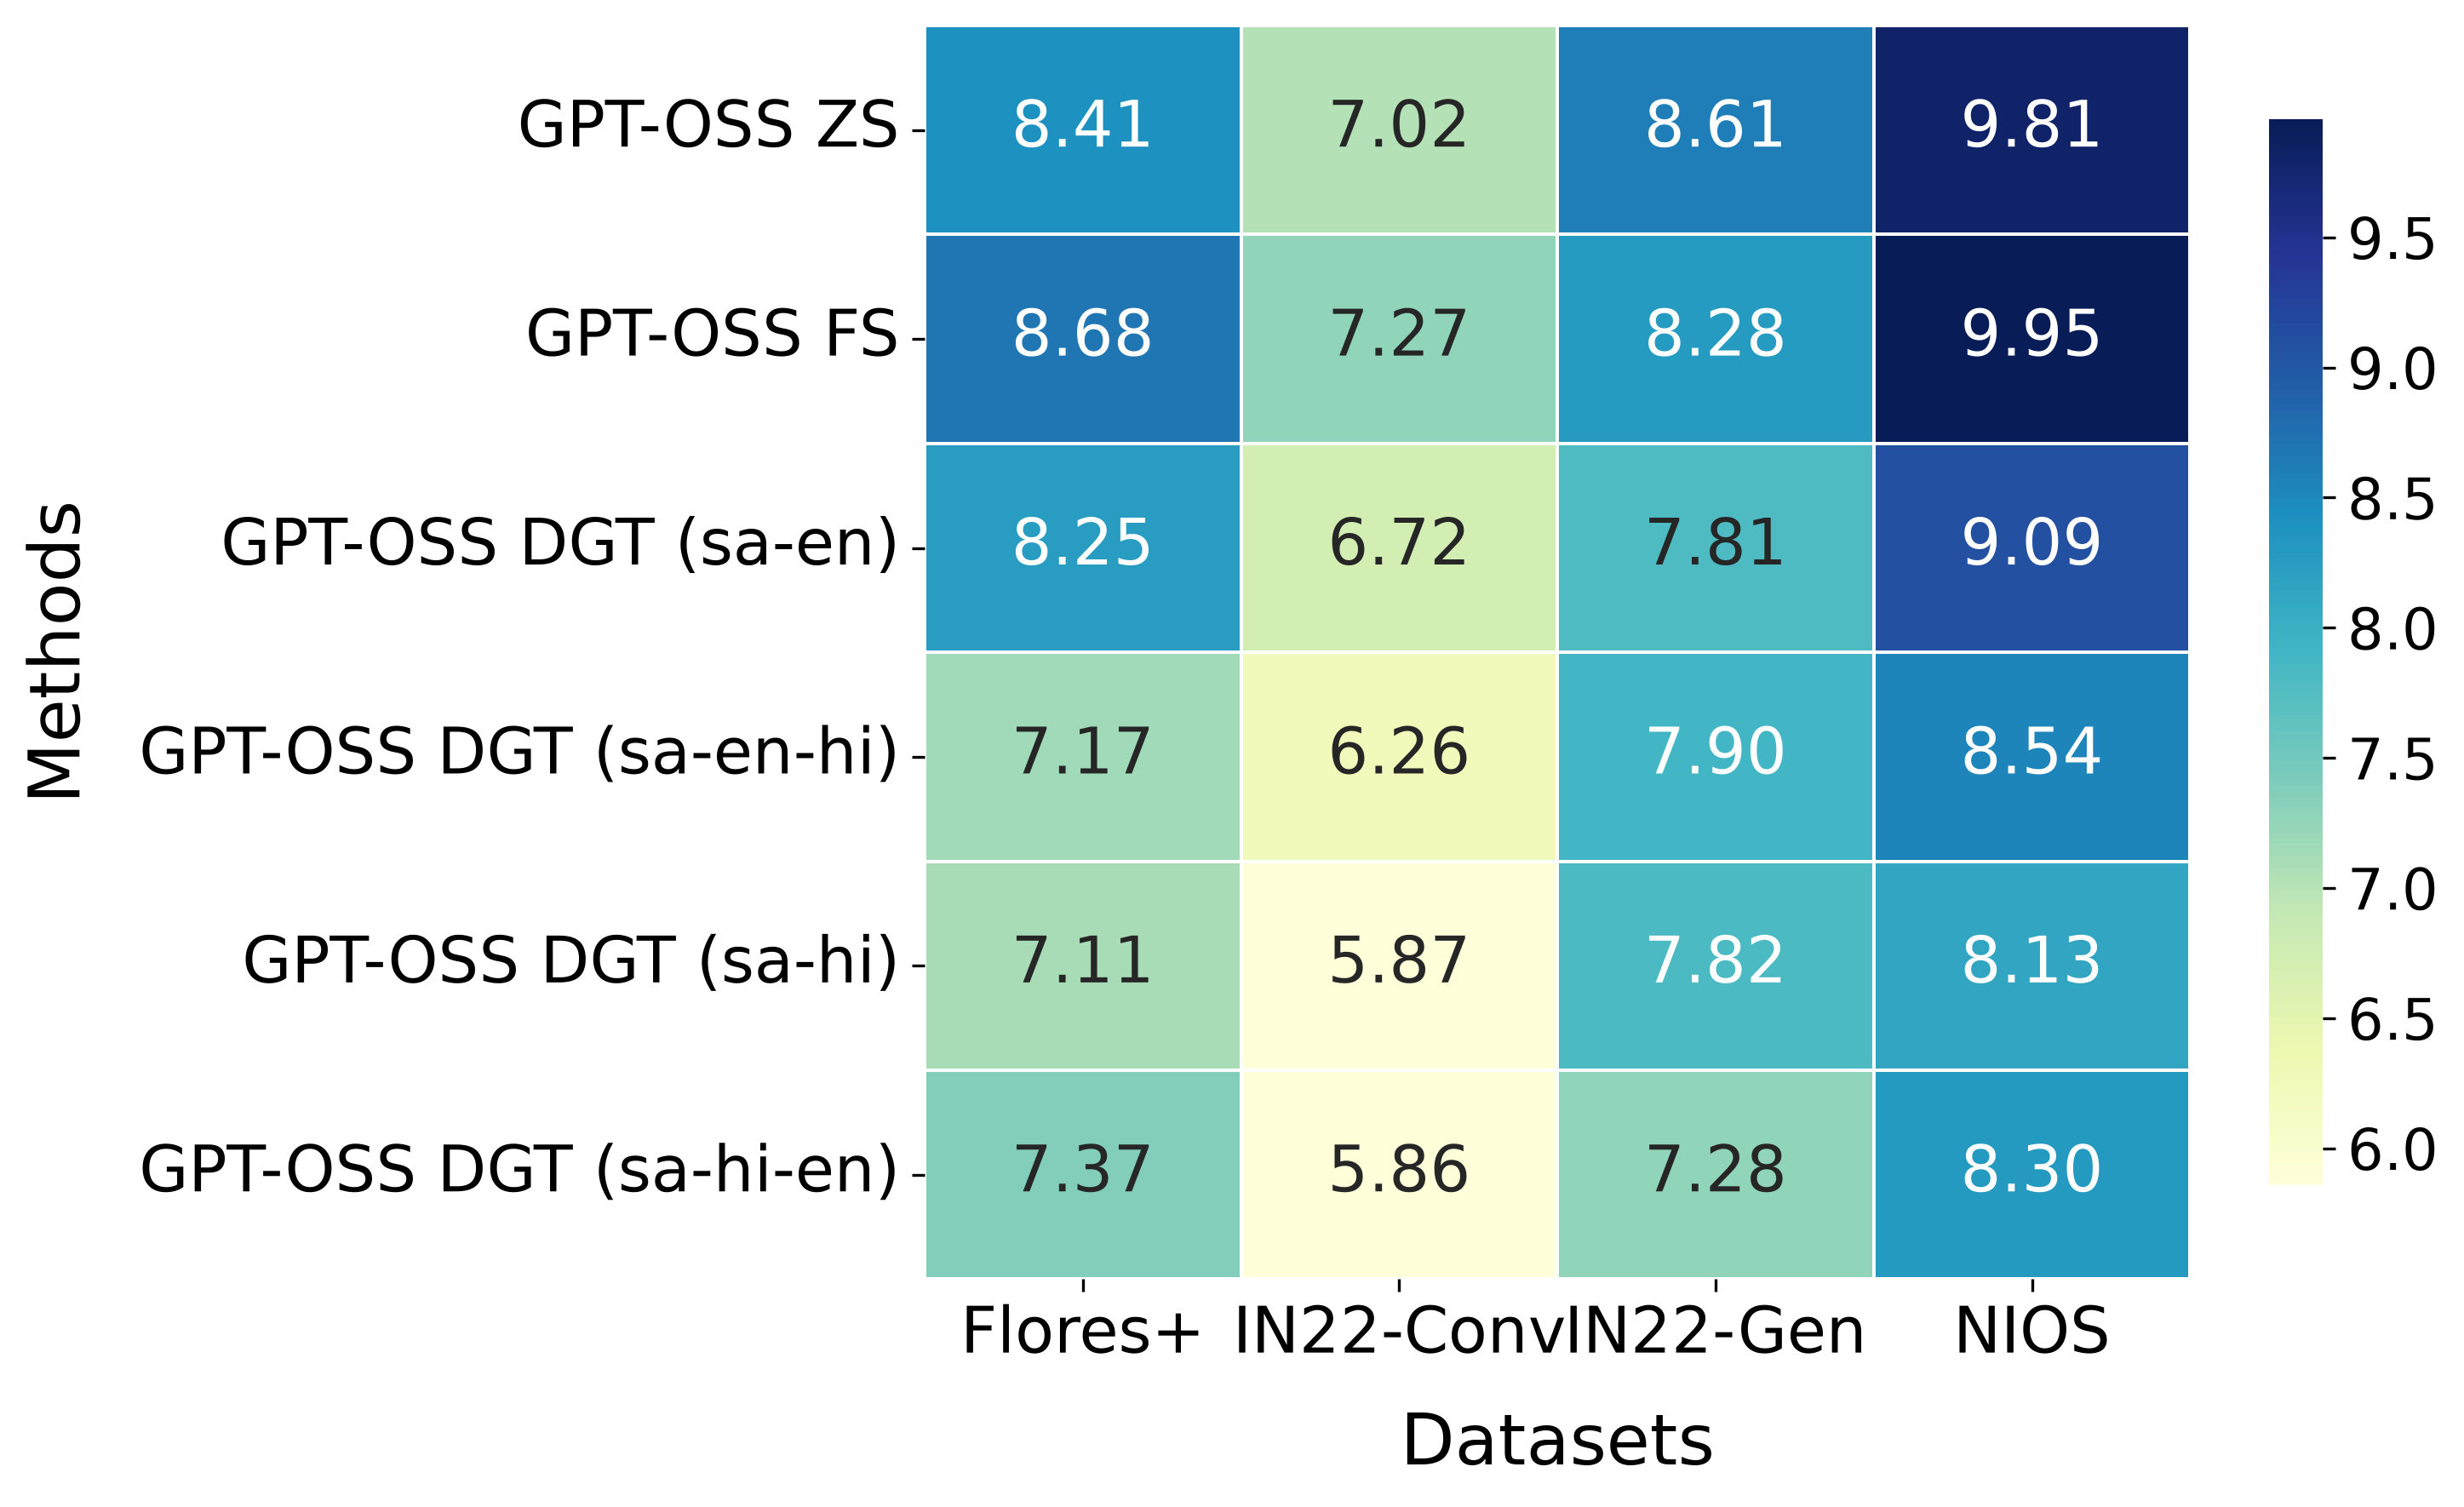 GPT-OSS ZS 8.41 7.02 8.61 9.81
GPT-OSS FS 8.68 7.27 8.28 9.95
GPT-OSS DGT (sa-en) 8.25 6.72 7.81 9.09
GPT-OSS DGT (sa-en-hi) 7.17 6.26 7.90 8.54
GPT-OSS DGT (sa-hi) 7.11 5.87 7.82 8.13
GPT-OSS DGT (sa-hi-en) 7.37 5.86 7.28 8.30
Methods
Flores+ IN22-Conv IN22-Gen NIOS
Datasets
9.5
9.0
8.5
8.0
7.5
7.0
6.5
6.0